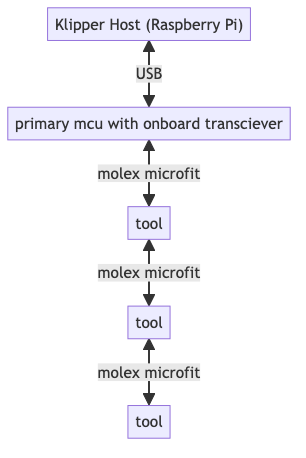 Klipper Host (Raspberry Pi)
USB
primary mcu with onboard transciever
molex microfit
tool
molex microfit
tool
molex microfit
tool